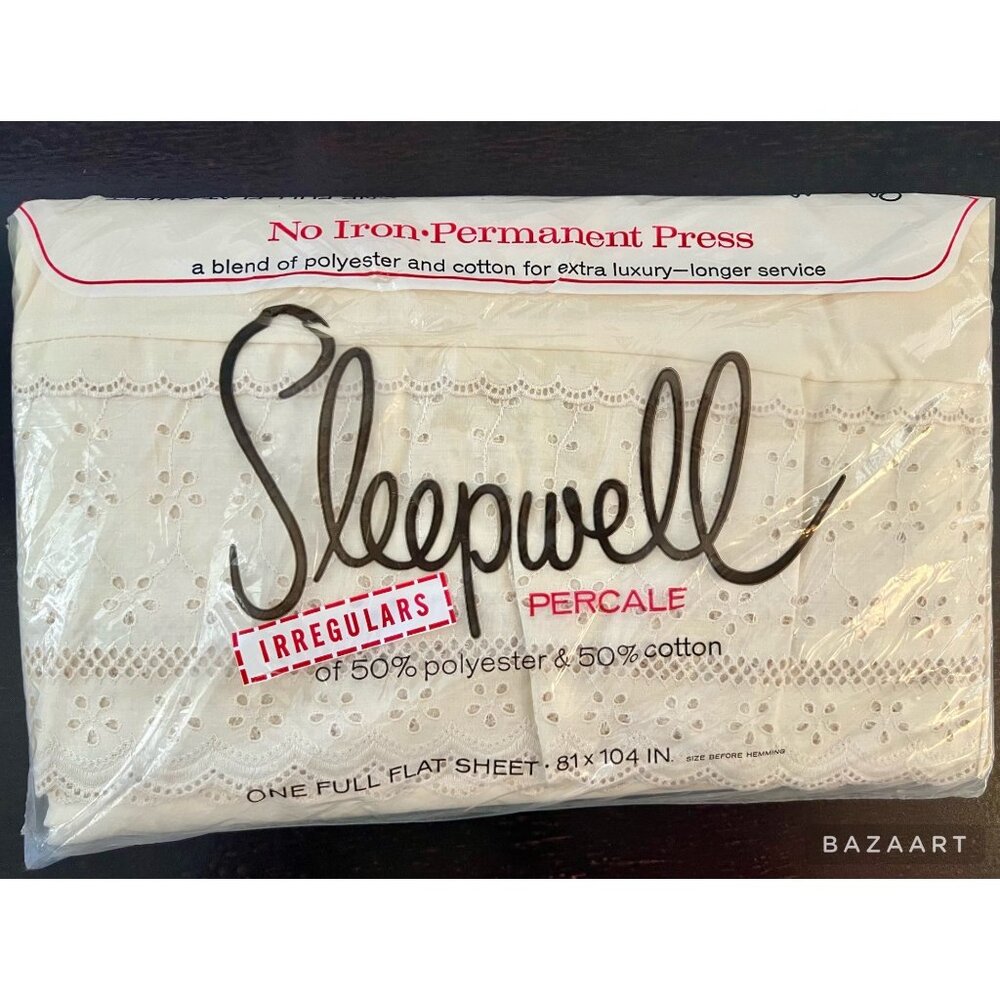 No Iron•Permanent Press
a blend of polyester and cotton for extra luxury—longer service
Sleepwell
IRREGULARS
PERCALE
of 50% polyester & 50% cotton
ONE FULL FLAT SHEET • 81 x 104 IN. SIZE BEFORE HEMMING
BAZAART